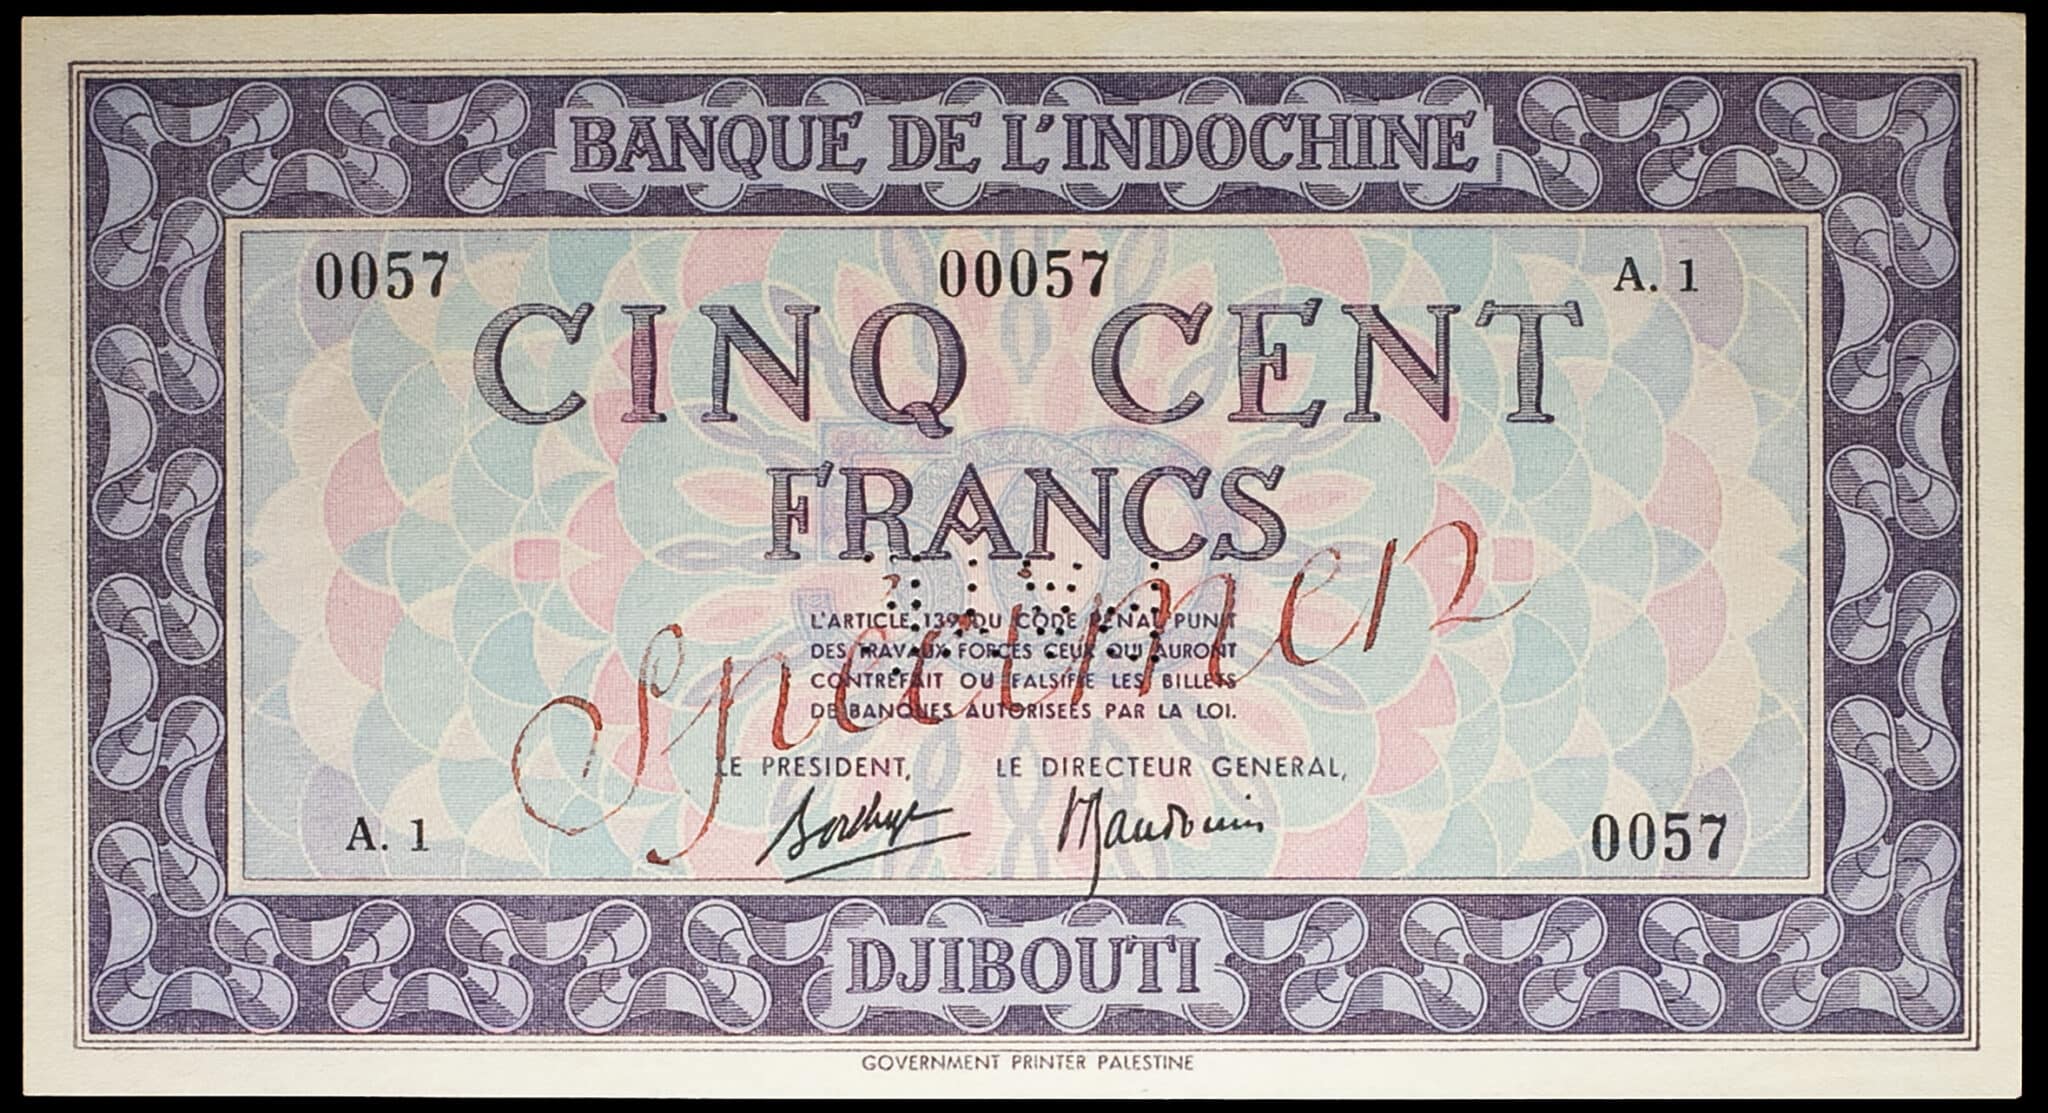 BANQUE DE L'INDOCHINE
0057 00057 A. 1
CINQ CENT
FRANCS
Specimen
L'ARTICLE 139 DU CODE PENAL PUNIT
DES TRAVAUX FORCES CEUX QUI AURONT
CONTREFAIT OU FALSIFIE LES BILLETS
DE BANQUES AUTORISEES PAR LA LOI.
LE PRESIDENT, LE DIRECTEUR GENERAL,
A. 1 0057
DJIBOUTI
GOVERNMENT PRINTER PALESTINE